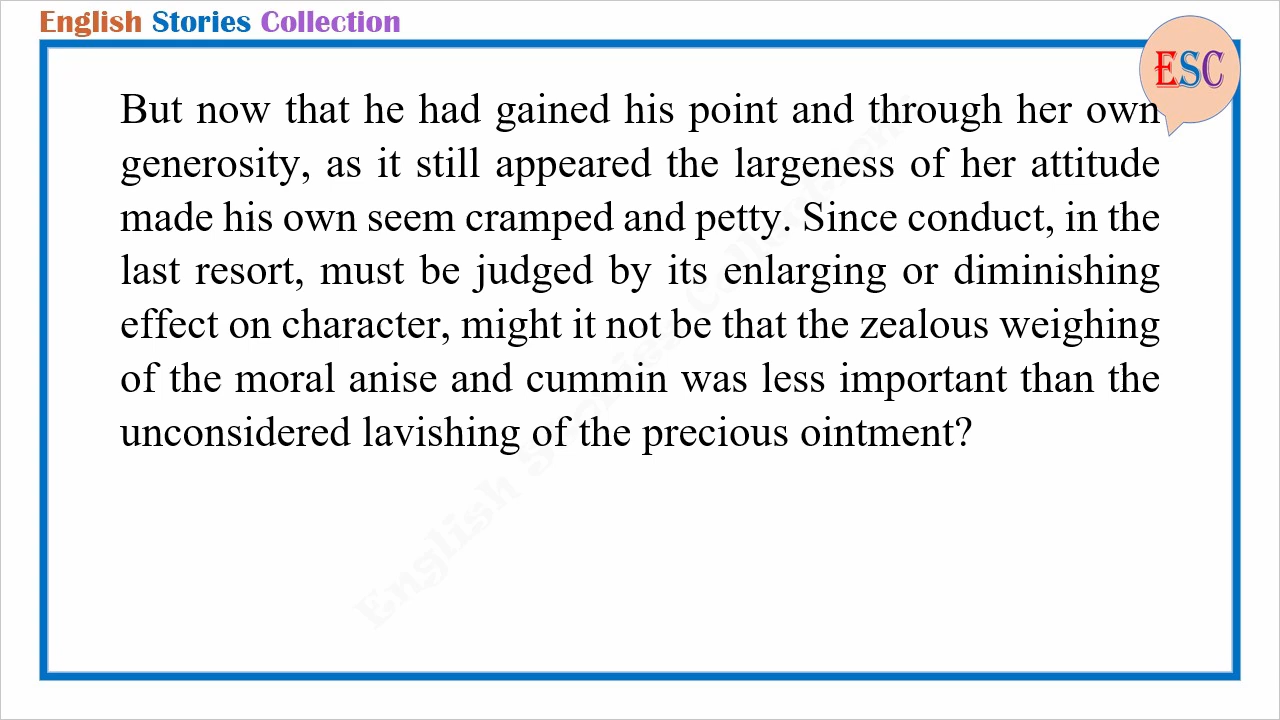 English Stories Collection
ESC
But now that he had gained his point and through her own
generosity, as it still appeared the largeness of her attitude
made his own seem cramped and petty. Since conduct, in the
last resort, must be judged by its enlarging or diminishing
effect on character, might it not be that the zealous weighing
of the moral anise and cummin was less important than the
unconsidered lavishing of the precious ointment?
English Stories Collection